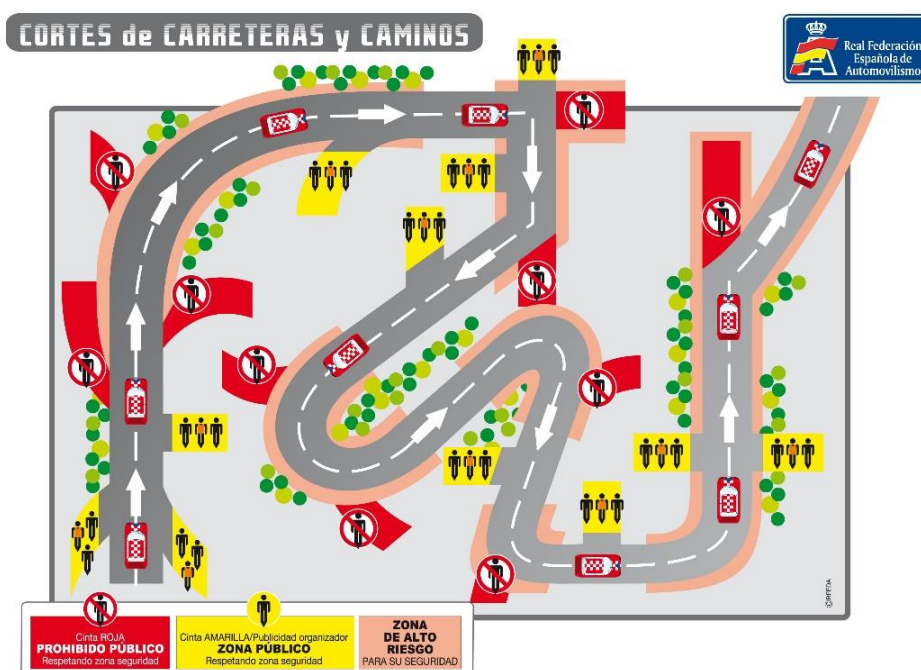 CORTES de CARRETERAS y CAMINOS
Real Federación
Española de
Automovilismo
©RFEDA
Cinta ROJA
PROHIBIDO PÚBLICO
Respetando zona seguridad
Cinta AMARILLA/Publicidad organizador
ZONA PÚBLICO
Respetando zona seguridad
ZONA
DE ALTO
RIESGO
PARA SU SEGURIDAD